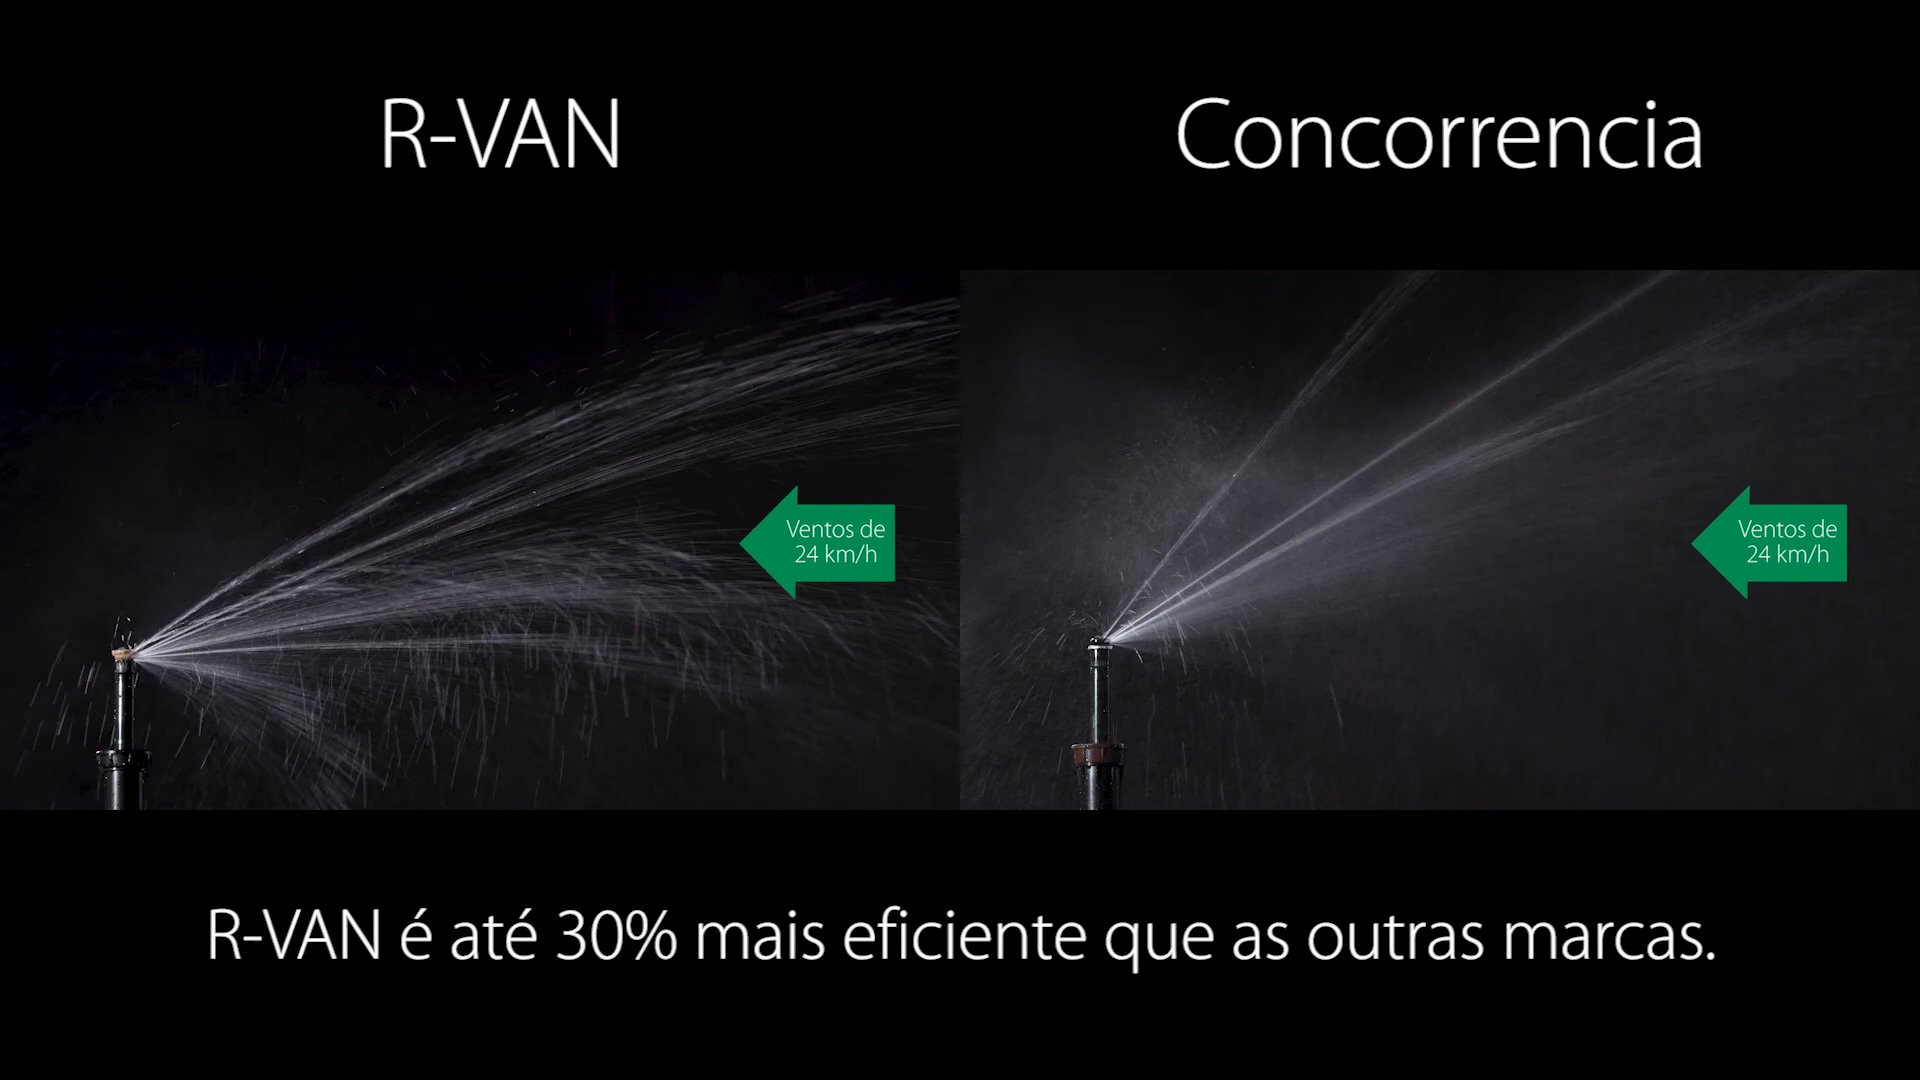 R-VAN
Concorrencia
Ventos de
24 km/h
Ventos de
24 km/h
R-VAN é até 30% mais eficiente que as outras marcas.